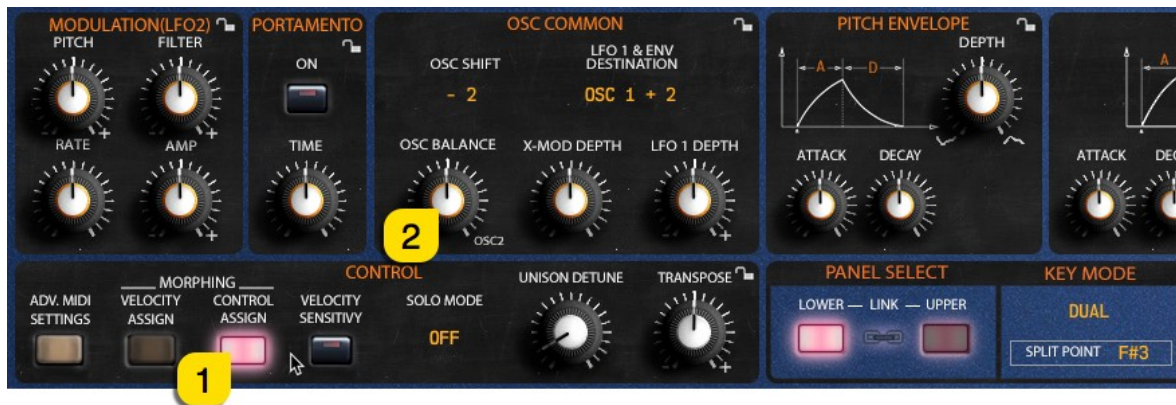 MODULATION(LFO2)
PITCH FILTER
RATE AMP
+
+
+
PORTAMENTO
ON
TIME
OSC COMMON
OSC SHIFT
- 2
LFO 1 & ENV
DESTINATION
OSC 1 + 2
OSC BALANCE X-MOD DEPTH LFO 1 DEPTH
OSC2
+
2
PITCH ENVELOPE
DEPTH
A D
ATTACK DECAY
A
ATTACK
CONTROL
MORPHING
ADV. MIDI
SETTINGS
VELOCITY
ASSIGN
CONTROL
ASSIGN
VELOCITY
SENSITIVY
SOLO MODE
OFF
UNISON DETUNE
TRANSPOSE
+
1
PANEL SELECT
LOWER LINK UPPER
KEY MODE
DUAL
SPLIT POINT F#3